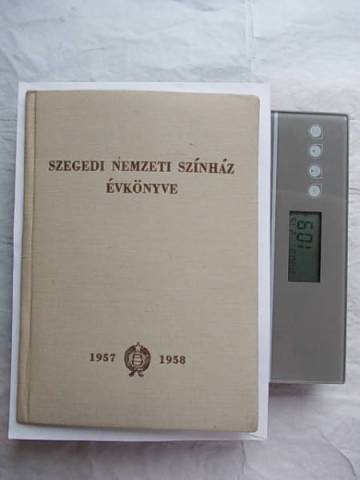 SZEGEDI NEMZETI SZÍNHÁZ
ÉVKÖNYVE
1957 1958